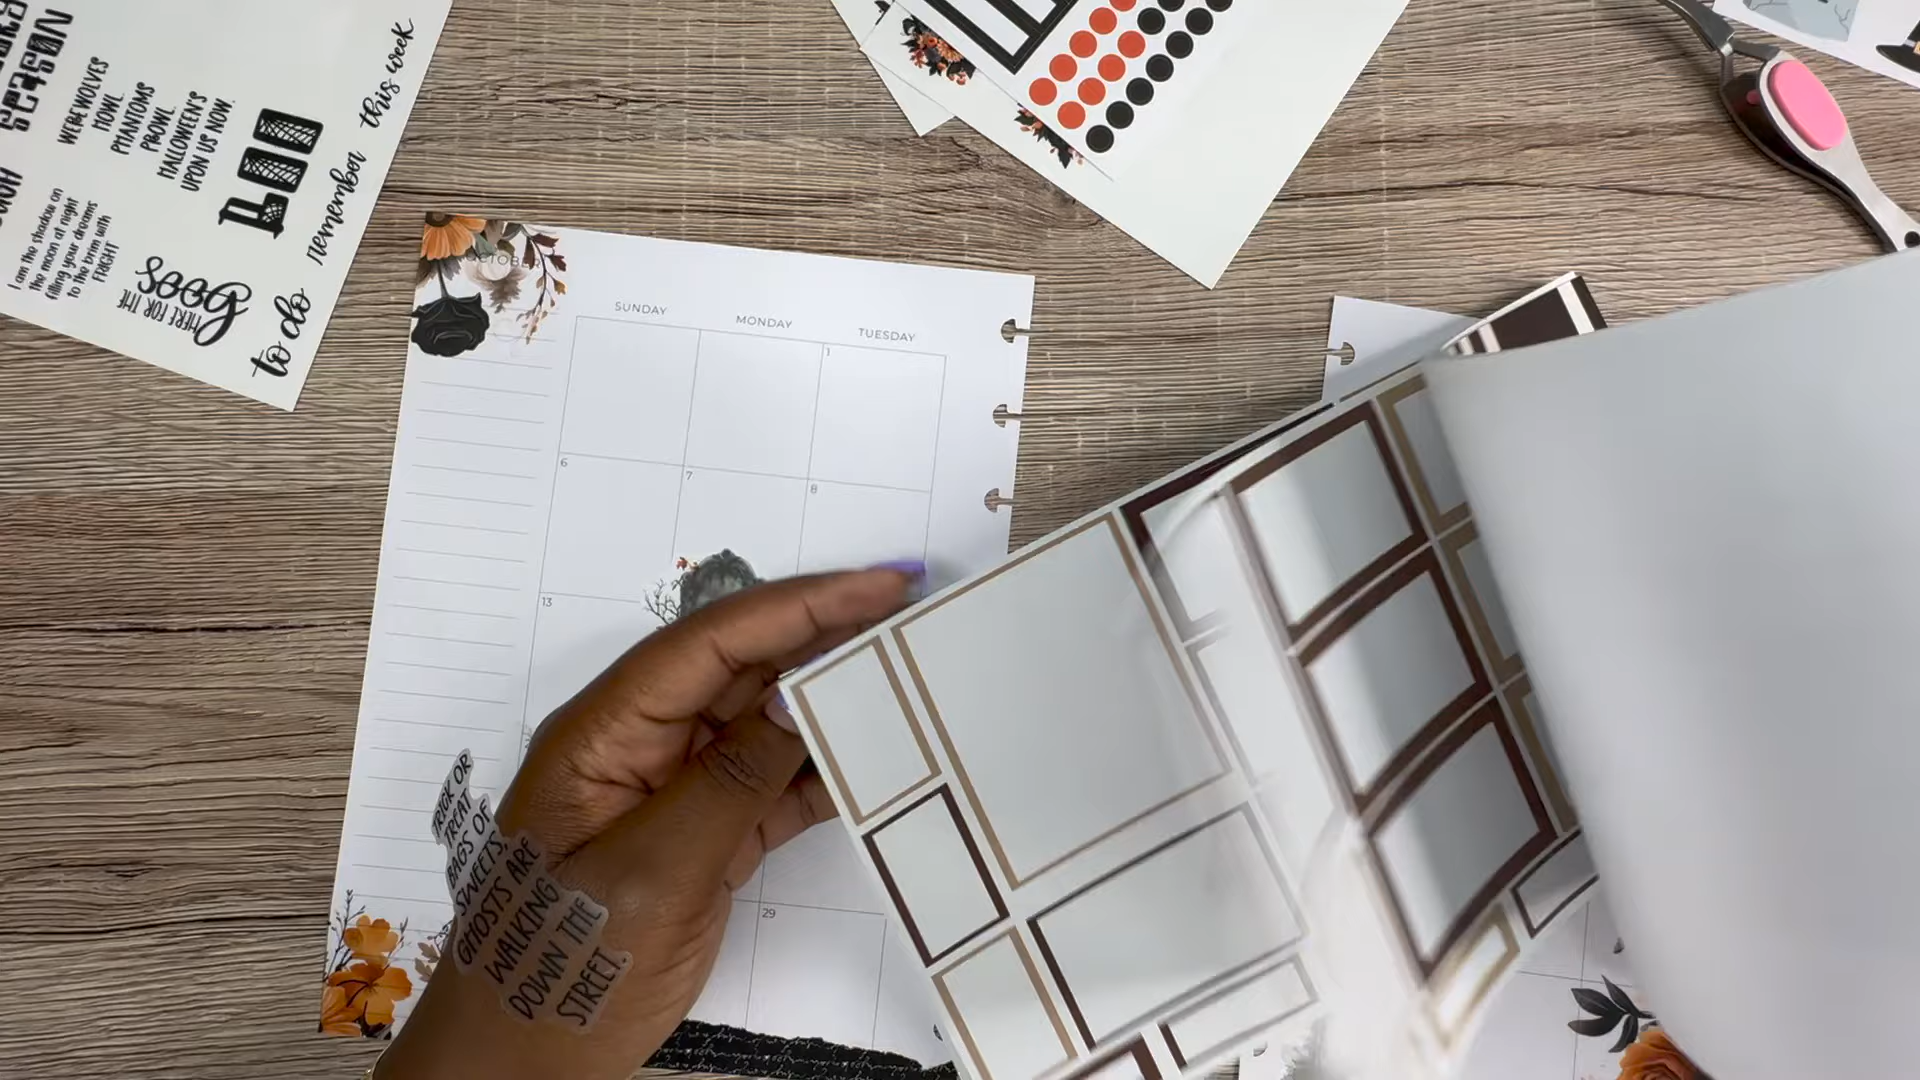 SEASON
WEREWOLVES
HOWL.
PHANTOMS
PROWL.
HALLOWEEN'S
UPON US NOW.
BOO
this week
remember
to do
I am the shadow on
the moon at night
filling your dreams
to the brim with
FRIGHT
HERE FOR THE
Boos
OCTOBER
SUNDAY
MONDAY
TUESDAY
1
6
7
8
13
29
TRICK OR
TREAT
BAGS OF
SWEETS,
GHOSTS ARE
WALKING
DOWN THE
STREET.